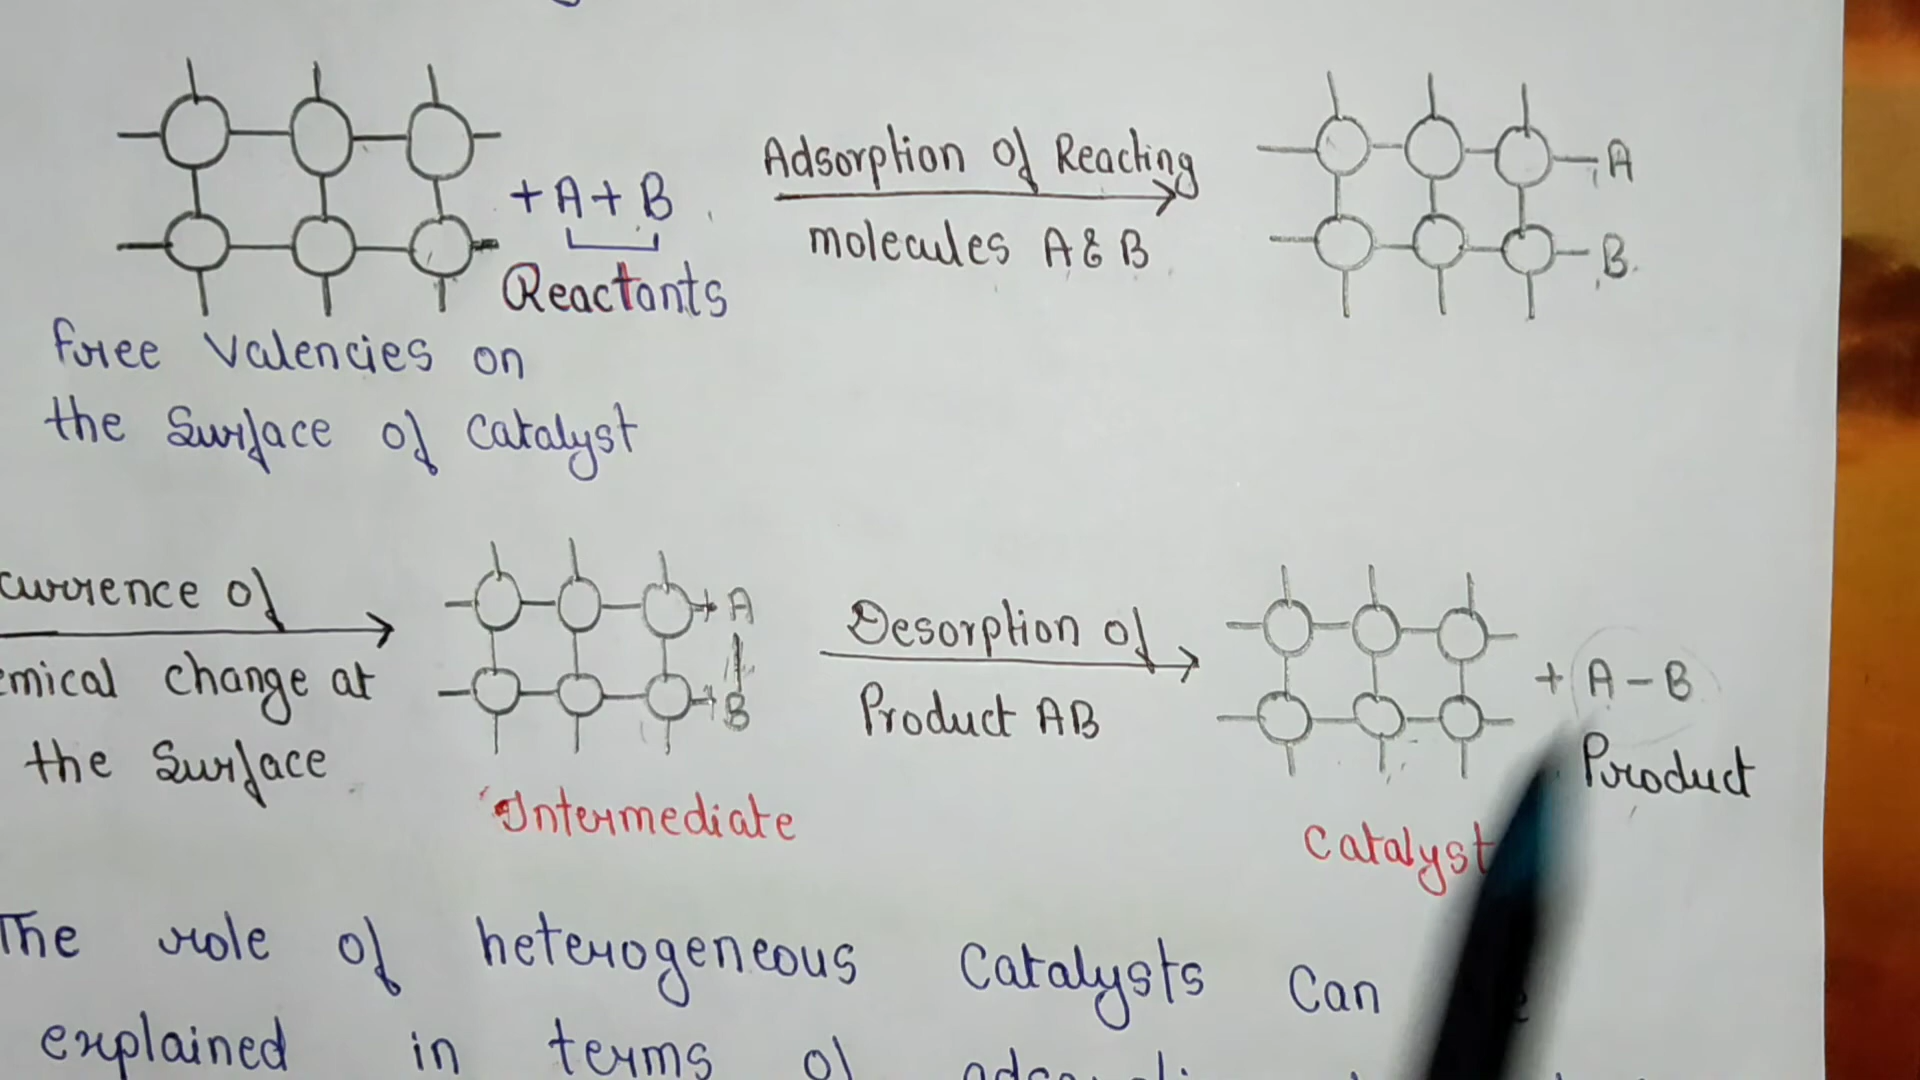 + A + B
Reactants
Adsorption of Reacting
molecules A & B
A
B
free valencies on
the Surface of Catalyst
currence of
emical change at
the Surface
A
B
Intermediate
Desorption of
Product AB
+ A - B
Product
Catalyst
The role of heterogeneous Catalysts Can
explained in terms of